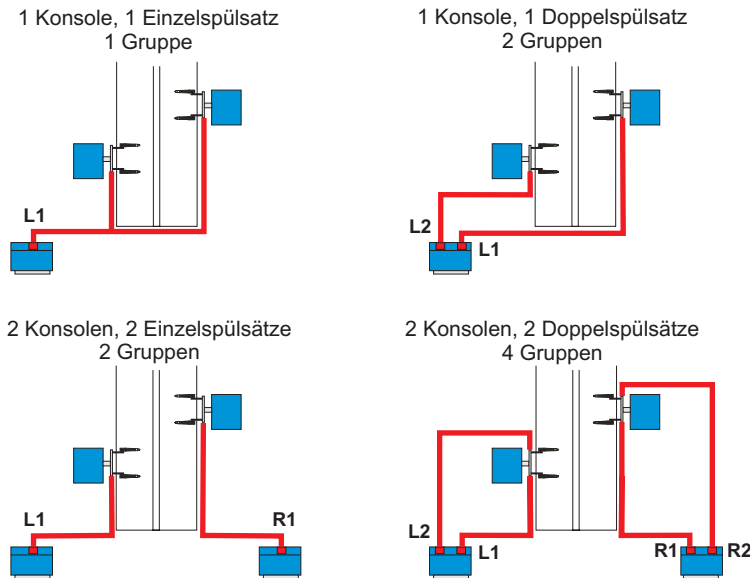 1 Konsole, 1 Einzelspülsatz
1 Gruppe
L1
1 Konsole, 1 Doppelspülsatz
2 Gruppen
L2
L1
2 Konsolen, 2 Einzelspülsätze
2 Gruppen
L1
R1
2 Konsolen, 2 Doppelspülsätze
4 Gruppen
L2
L1
R1
R2